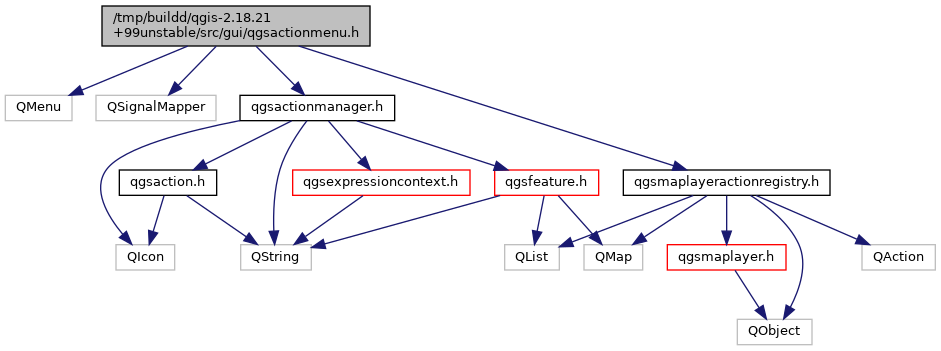 /tmp/buildd/qgis-2.18.21
+99unstable/src/gui/qgsactionmenu.h
QMenu
QSignalMapper
qgsactionmanager.h
qgsaction.h
qgsexpressioncontext.h
qgsfeature.h
qgsmaplayeractionregistry.h
QIcon
QString
QList
QMap
qgsmaplayer.h
QAction
QObject